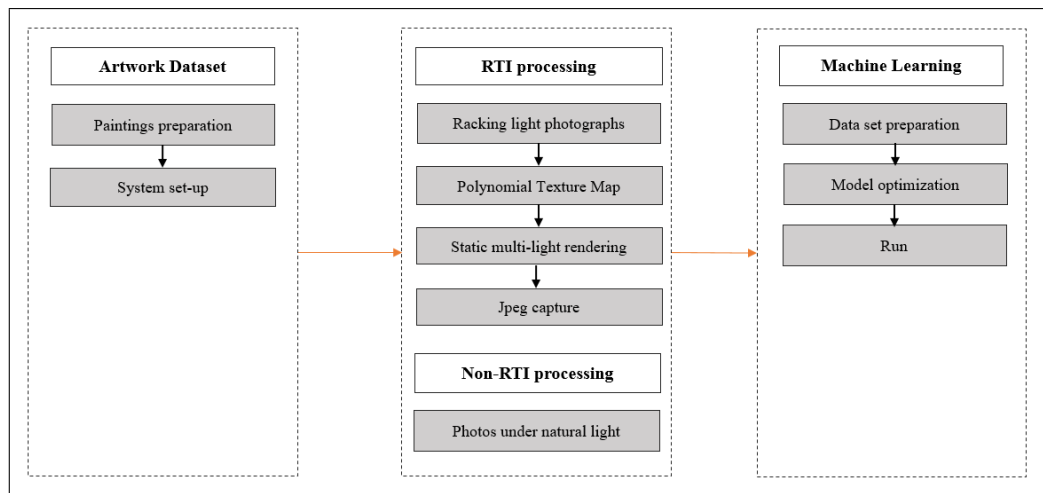 Artwork Dataset
Paintings preparation
System set-up
RTI processing
Racking light photographs
Polynomial Texture Map
Static multi-light rendering
Jpeg capture
Non-RTI processing
Photos under natural light
Machine Learning
Data set preparation
Model optimization
Run